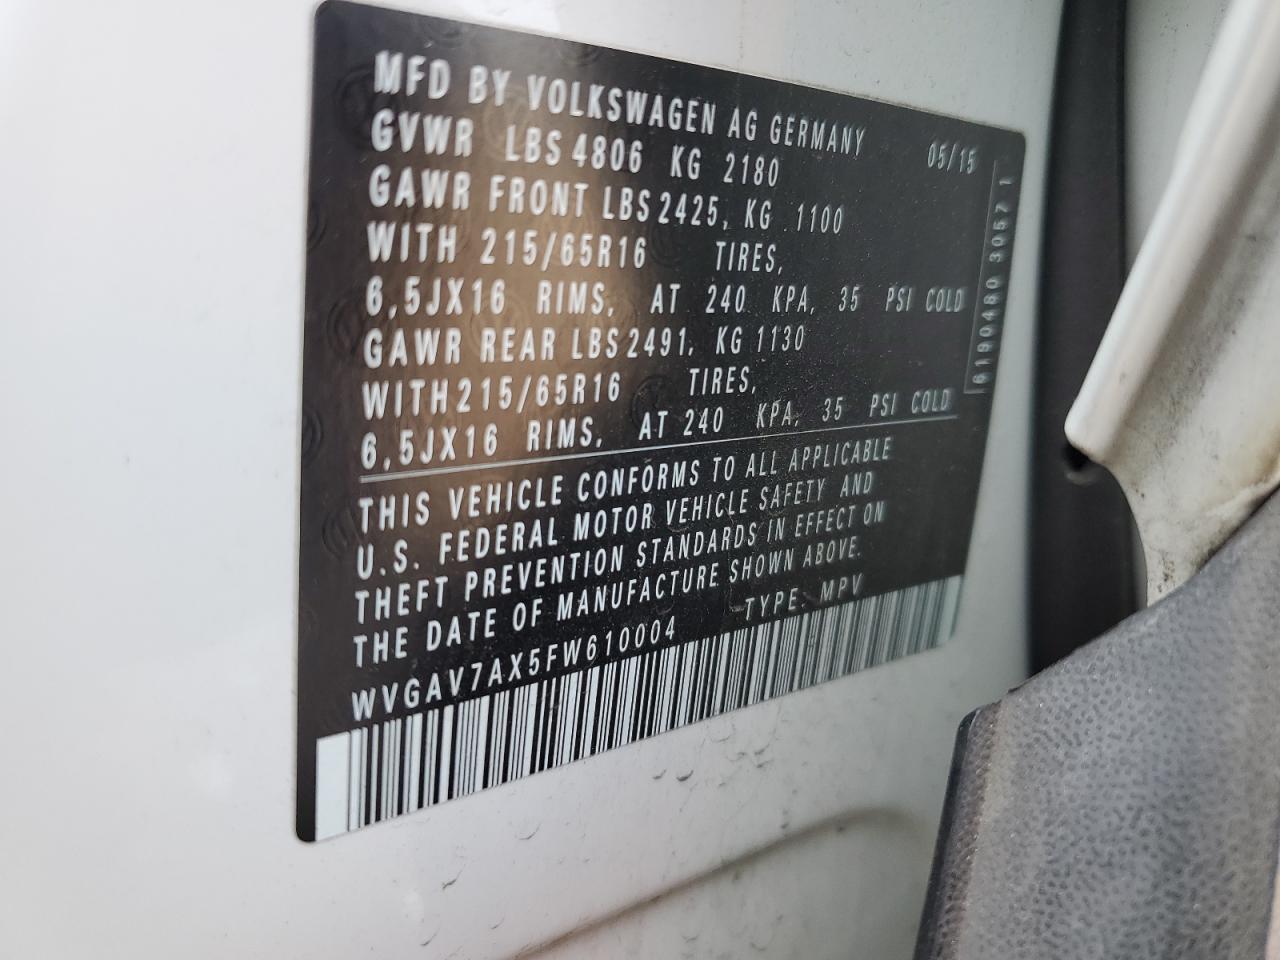 MFD BY VOLKSWAGEN AG GERMANY 05/15
GVWR LBS 4806 KG 2180
GAWR FRONT LBS 2425, KG 1100
WITH 215/65R16 TIRES,
6,5JX16 RIMS, AT 240 KPA, 35 PSI COLD
GAWR REAR LBS 2491, KG 1130
WITH 215/65R16 TIRES,
6,5JX16 RIMS, AT 240 KPA, 35 PSI COLD
THIS VEHICLE CONFORMS TO ALL APPLICABLE
U.S. FEDERAL MOTOR VEHICLE SAFETY AND
THEFT PREVENTION STANDARDS IN EFFECT ON
THE DATE OF MANUFACTURE SHOWN ABOVE.
WVGAV7AX5FW610004 TYPE: MPV
6190480 30521